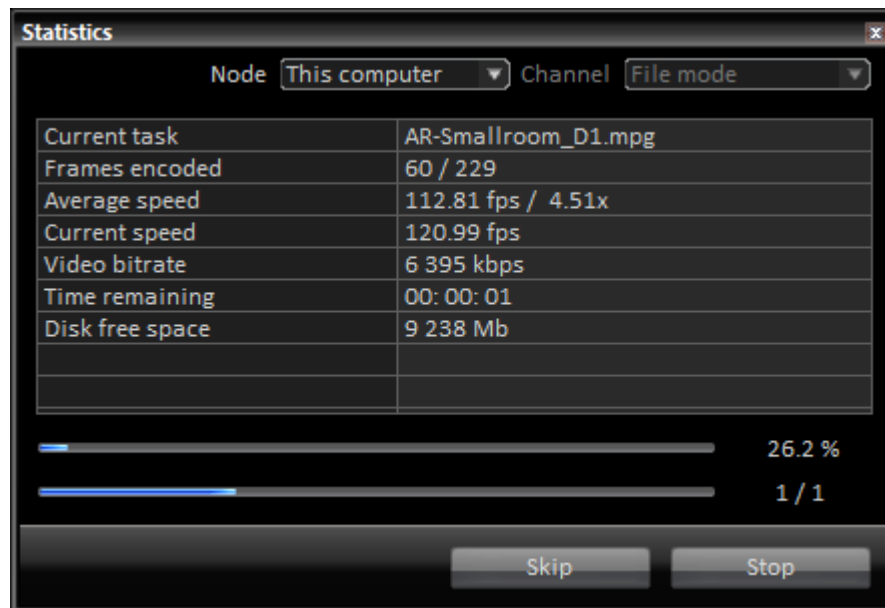 Statistics
Node This computer Channel File mode
Current task AR-Smallroom_D1.mpg
Frames encoded 60 / 229
Average speed 112.81 fps / 4.51x
Current speed 120.99 fps
Video bitrate 6 395 kbps
Time remaining 00: 00: 01
Disk free space 9 238 Mb
26.2 %
1 / 1
Skip Stop